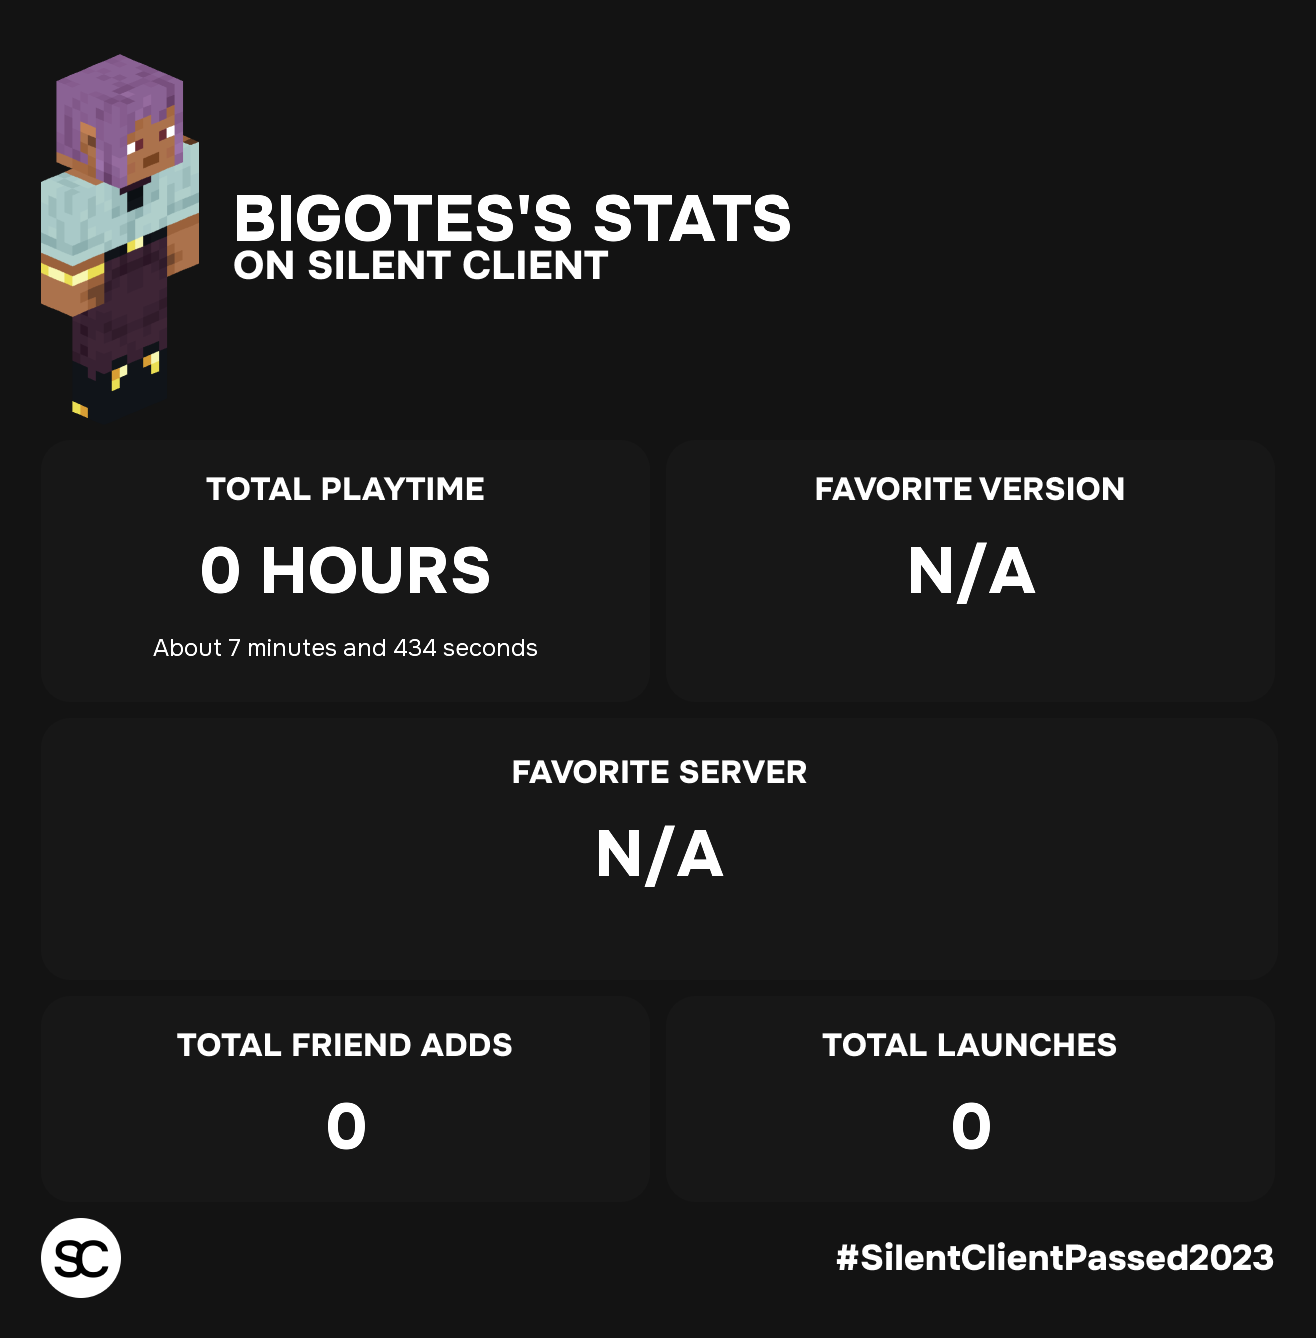 BIGOTES'S STATS
ON SILENT CLIENT
TOTAL PLAYTIME
0 HOURS
About 7 minutes and 434 seconds
FAVORITE VERSION
N/A
FAVORITE SERVER
N/A
TOTAL FRIEND ADDS
0
TOTAL LAUNCHES
0
SC
#SilentClientPassed2023